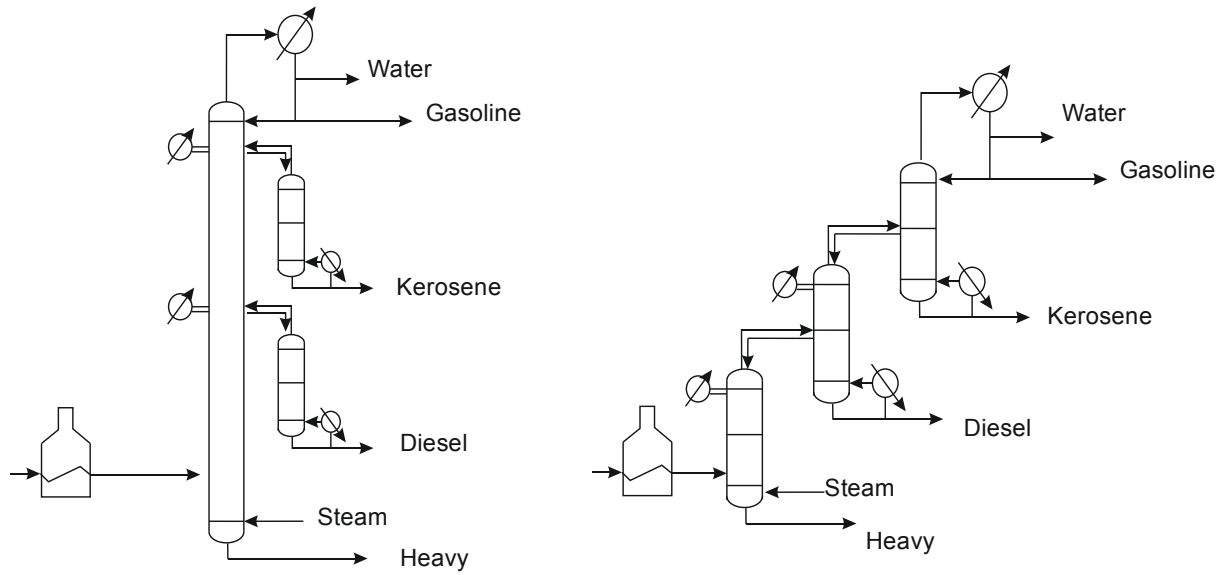 Water
Gasoline
Kerosene
Diesel
Steam
Heavy
Water
Gasoline
Kerosene
Diesel
Steam
Heavy